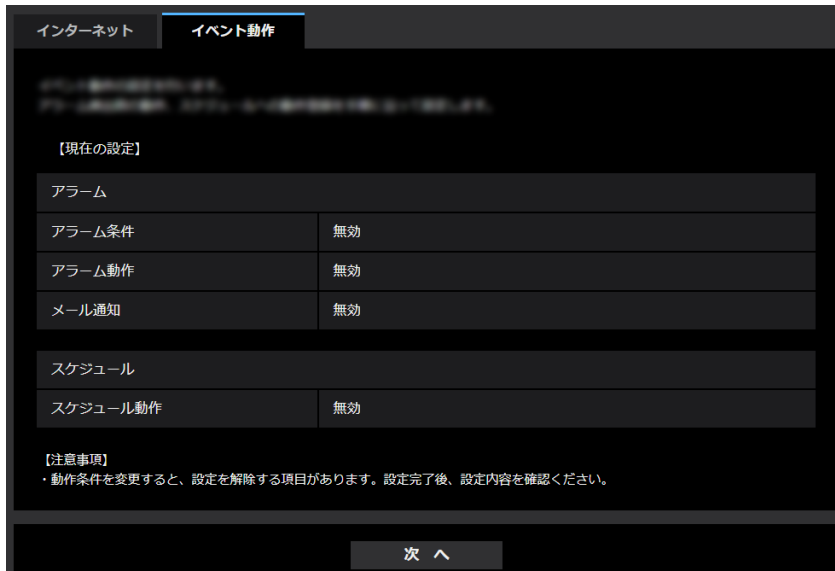 インターネット イベント動作
【現在の設定】
アラーム
アラーム条件 無効
アラーム動作 無効
メール通知 無効
スケジュール
スケジュール動作 無効
【注意事項】
・動作条件を変更すると、設定を解除する項目があります。設定完了後、設定内容を確認ください。
次 へ